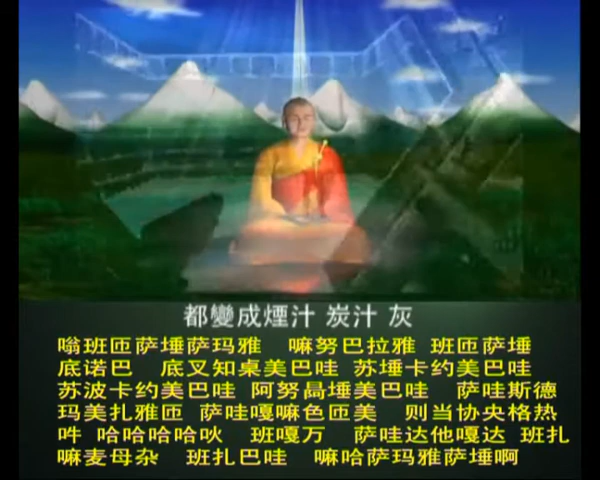 都變成煙汁 炭汁 灰
嗡班匝萨埵萨玛雅 嘛努巴拉雅 班匝萨埵
底诺巴 底叉知桌美巴哇 苏埵卡约美巴哇
苏波卡约美巴哇 阿努晑埵美巴哇 萨哇斯德
玛美扎雅匝 萨哇嘎嘛色匝美 则当协央格热
吽 哈哈哈哈吙 班嘎万 萨哇达他嘎达 班扎
嘛麦母杂 班扎巴哇 嘛哈萨玛雅萨埵啊